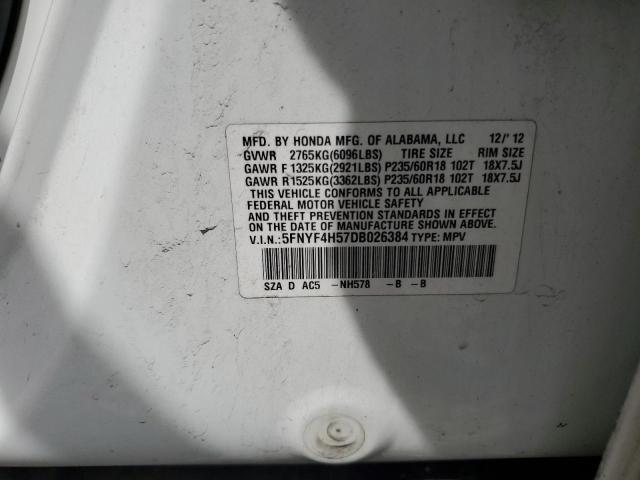 MFD. BY HONDA MFG. OF ALABAMA, LLC 12/'12
GVWR 2765KG(6096LBS) TIRE SIZE RIM SIZE
GAWR F 1325KG(2921LBS) P235/60R18 102T 18X7.5J
GAWR R 1525KG(3362LBS) P235/60R18 102T 18X7.5J
THIS VEHICLE CONFORMS TO ALL APPLICABLE
FEDERAL MOTOR VEHICLE SAFETY
AND THEFT PREVENTION STANDARDS IN EFFECT
ON THE DATE OF MANUFACTURE SHOWN ABOVE.
V.I.N.: 5FNYF4H57DB026384 TYPE: MPV
SZA D AC5 -NH578 -B -B